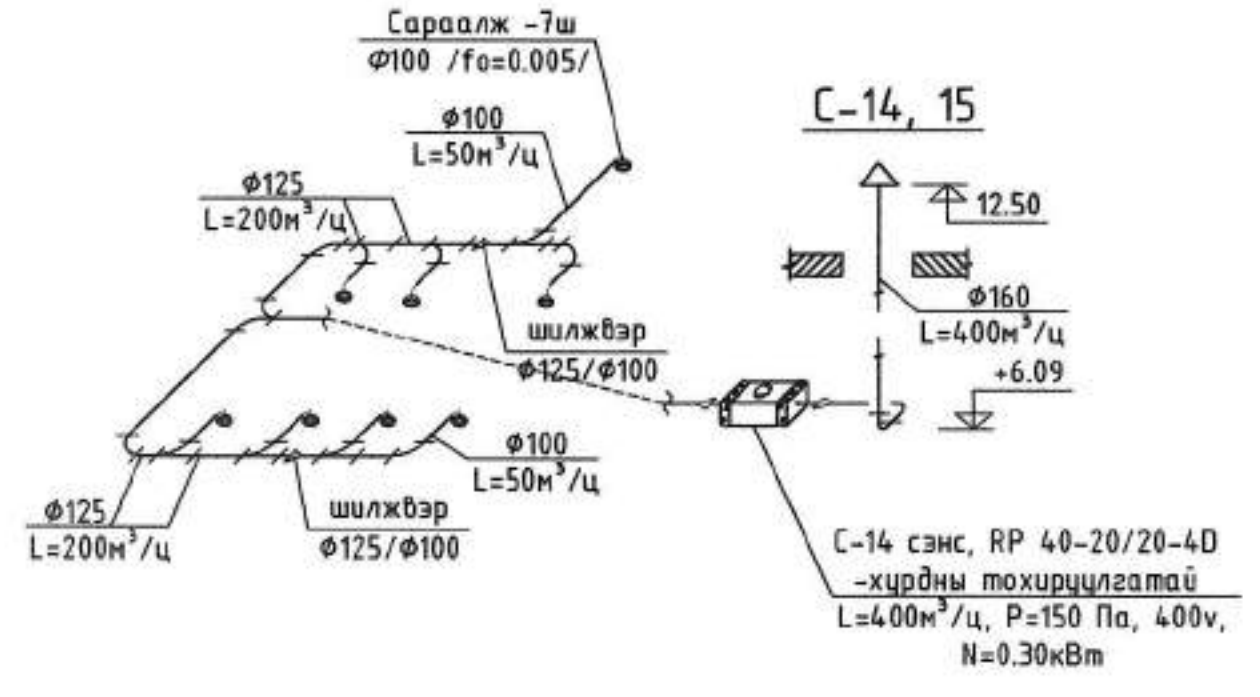 Сараалж -7ш
Ф100 /fo=0.005/
С-14, 15
ф100
L=50м³/ц
ф125
L=200м³/ц
12.50
ф160
L=400м³/ц
шилжвэр
ф125/ф100
+6.09
ф100
L=50м³/ц
ф125
L=200м³/ц
шилжвэр
ф125/ф100
С-14 сэнс, RP 40-20/20-4D
-хурдны тохируулгатай
L=400м³/ц, P=150 Па, 400v,
N=0.30кВт